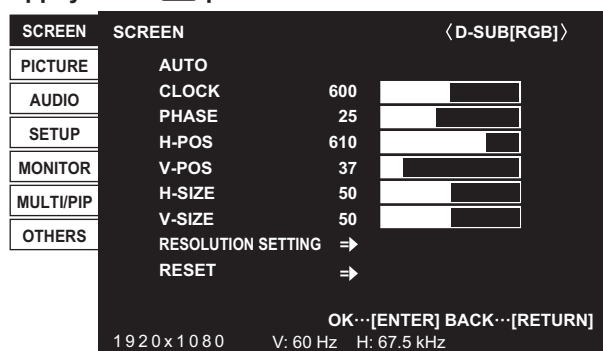 SCREEN
PICTURE
AUDIO
SETUP
MONITOR
MULTI/PIP
OTHERS
SCREEN 〈D-SUB[RGB]〉
AUTO
CLOCK 600
PHASE 25
H-POS 610
V-POS 37
H-SIZE 50
V-SIZE 50
RESOLUTION SETTING
RESET
OK···[ENTER] BACK···[RETURN]
1920x1080 V: 60 Hz H: 67.5 kHz